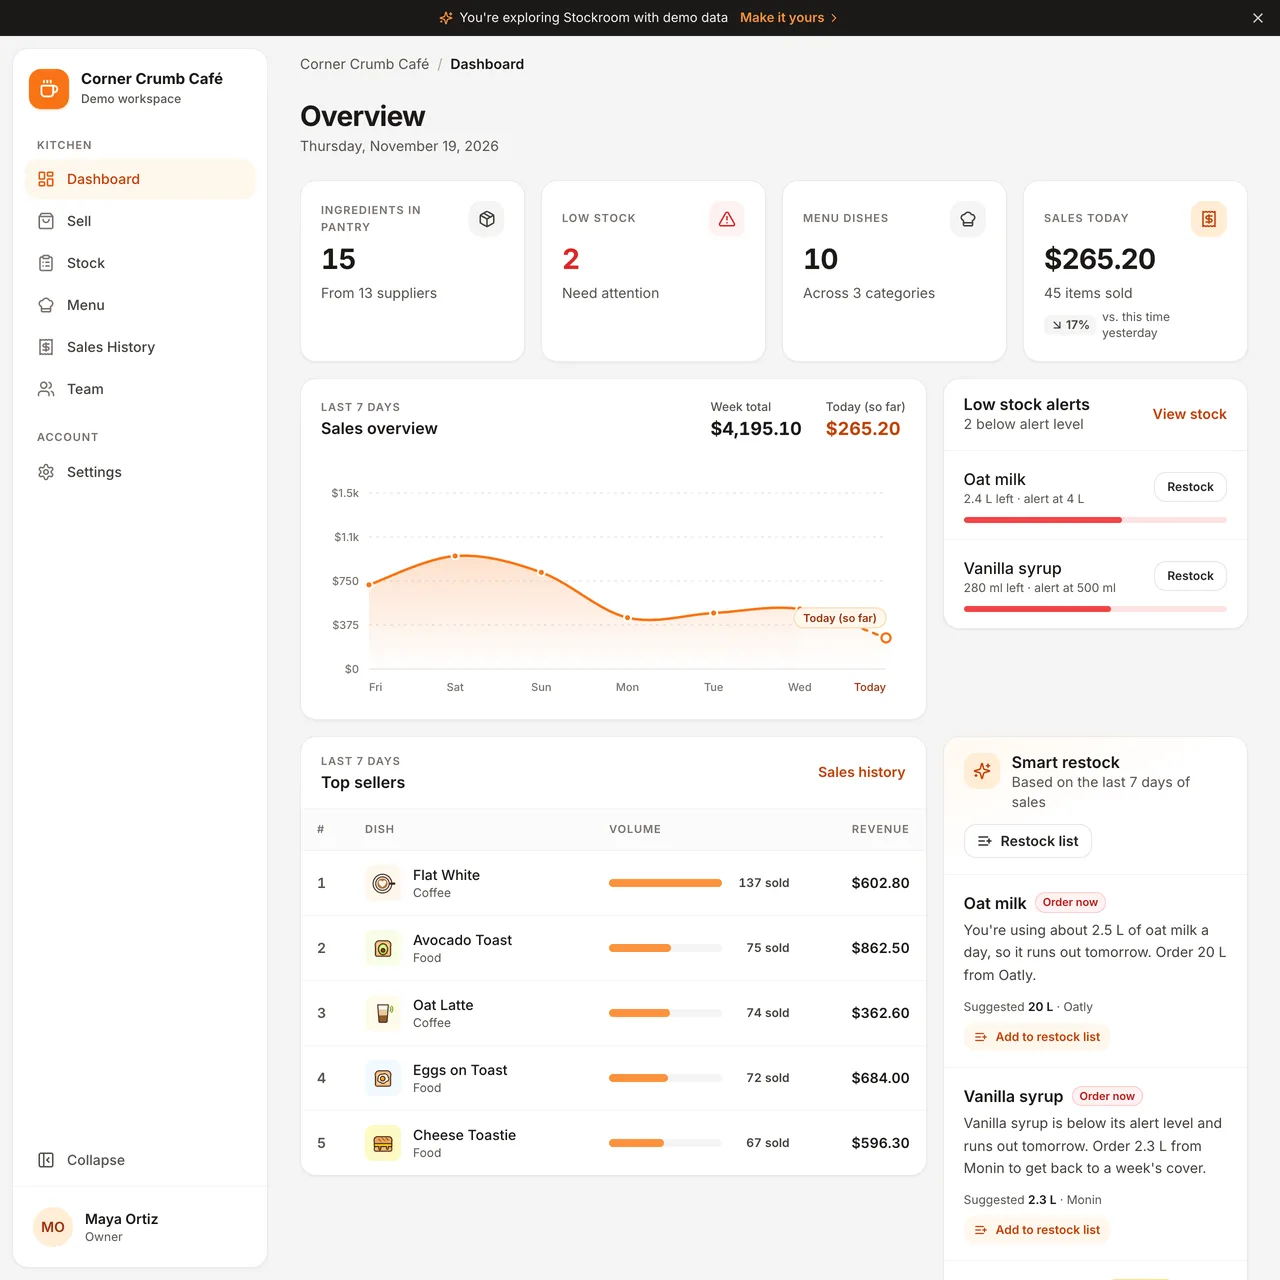 You're exploring Stockroom with demo data Make it yours
Corner Crumb Café
Demo workspace
KITCHEN
Dashboard
Sell
Stock
Menu
Sales History
Team
ACCOUNT
Settings
Collapse
MO
Maya Ortiz
Owner
Corner Crumb Café / Dashboard
Overview
Thursday, November 19, 2026
INGREDIENTS IN
PANTRY
15
From 13 suppliers
LOW STOCK
2
Need attention
MENU DISHES
10
Across 3 categories
SALES TODAY
$265.20
45 items sold
17%
vs. this time
yesterday
LAST 7 DAYS
Sales overview
Week total
$4,195.10
Today (so far)
$265.20
$1.5k
$1.1k
$750
$375
$0
Today (so far)
Fri Sat Sun Mon Tue Wed Today
Low stock alerts
2 below alert level
View stock
Oat milk
2.4 L left · alert at 4 L
Restock
Vanilla syrup
280 ml left · alert at 500 ml
Restock
LAST 7 DAYS
Top sellers
Sales history
# DISH VOLUME REVENUE
1 Flat White 137 sold $602.80
Coffee
2 Avocado Toast 75 sold $862.50
Food
3 Oat Latte 74 sold $362.60
Coffee
4 Eggs on Toast 72 sold $684.00
Food
5 Cheese Toastie 67 sold $596.30
Food
Smart restock
Based on the last 7 days of
sales
Restock list
Oat milk Order now
You're using about 2.5 L of oat milk a
day, so it runs out tomorrow. Order 20 L
from Oatly.
Suggested 20 L · Oatly
Add to restock list
Vanilla syrup Order now
Vanilla syrup is below its alert level and
runs out tomorrow. Order 2.3 L from
Monin to get back to a week's cover.
Suggested 2.3 L · Monin
Add to restock list